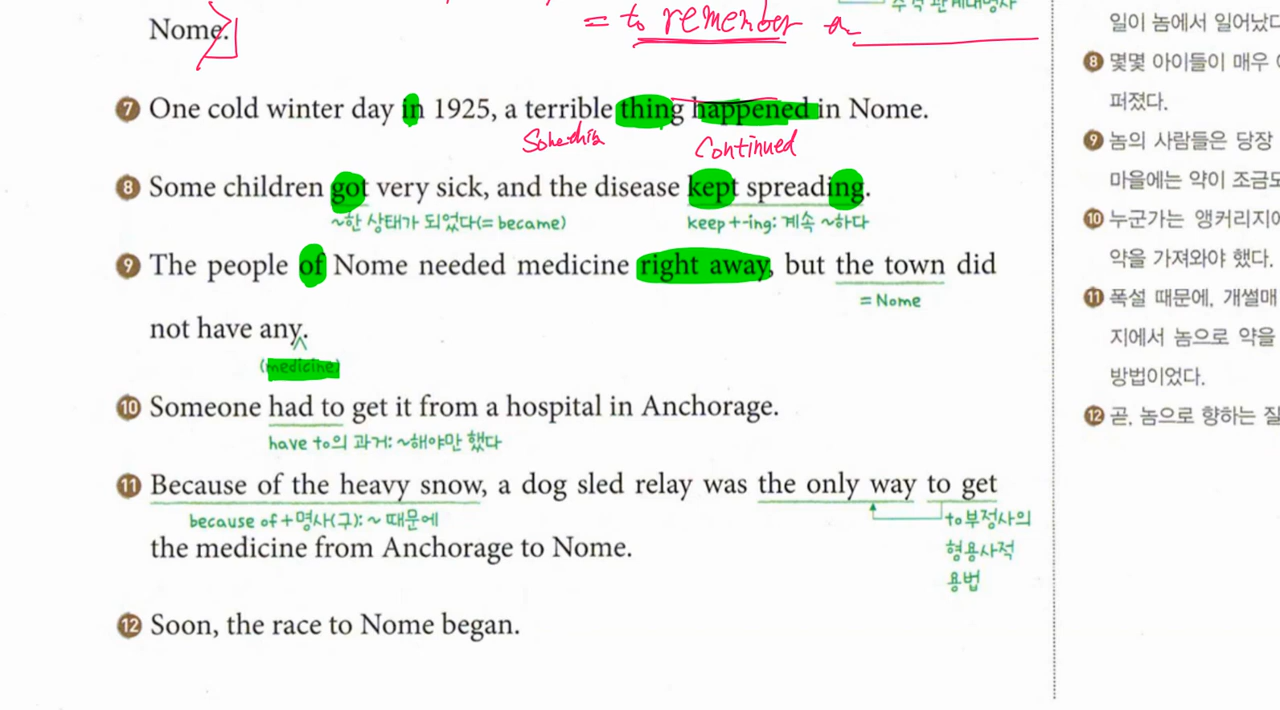 = to remember
Nome.
❼ One cold winter day in 1925, a terrible thing happened in Nome.
Continued
❽ Some children got very sick, and the disease kept spreading.
~한 상태가 되었다(= became) keep+-ing: 계속 ~하다
❾ The people of Nome needed medicine right away, but the town did
= Nome
not have any.
(medicine)
❿ Someone had to get it from a hospital in Anchorage.
have to의 과거: ~해야만 했다
⓫ Because of the heavy snow, a dog sled relay was the only way to get
because of+명사(구): ~ 때문에 to부정사의
the medicine from Anchorage to Nome.
형용사적
용법
⓬ Soon, the race to Nome began.
일이 놈에서 일어났다
❽ 몇몇 아이들이 매우
퍼졌다.
❾ 놈의 사람들은 당장
마을에는 약이 조금도
❿ 누군가는 앵커리지에
약을 가져와야 했다.
⓫ 폭설 때문에, 개썰매
지에서 놈으로 약을
방법이었다.
⓬ 곧, 놈으로 향하는